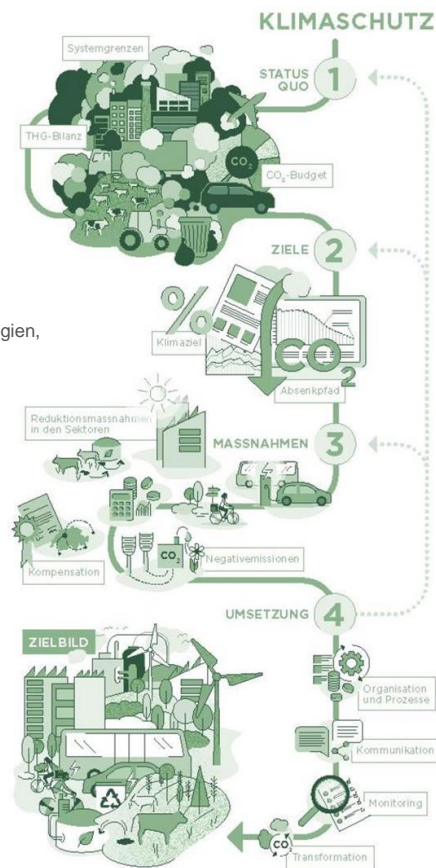 KLIMASCHUTZ
Systemgrenzen
STATUS
QUO
1
THG-Bilanz
CO₂
CO₂-Budget
ZIELE
2
gien,
%
Klimaziel
CO₂
Absenkpfad
Reduktionsmassnahmen
in den Sektoren
MASSNAHMEN
3
CO₂
Negativemissionen
Kompensation
UMSETZUNG
4
ZIELBILD
Organisation
und Prozesse
Kommunikation
Monitoring
CO₂
Transformation